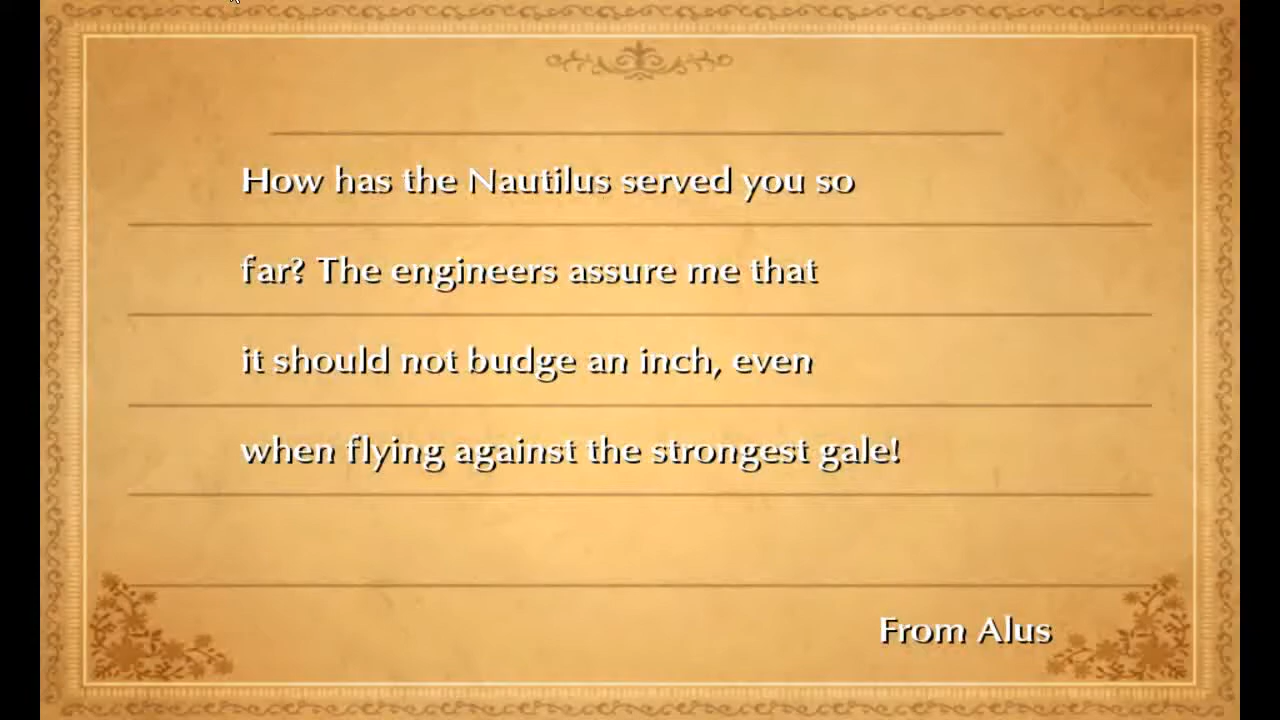 How has the Nautilus served you so
far? The engineers assure me that
it should not budge an inch, even
when flying against the strongest gale!
From Alus